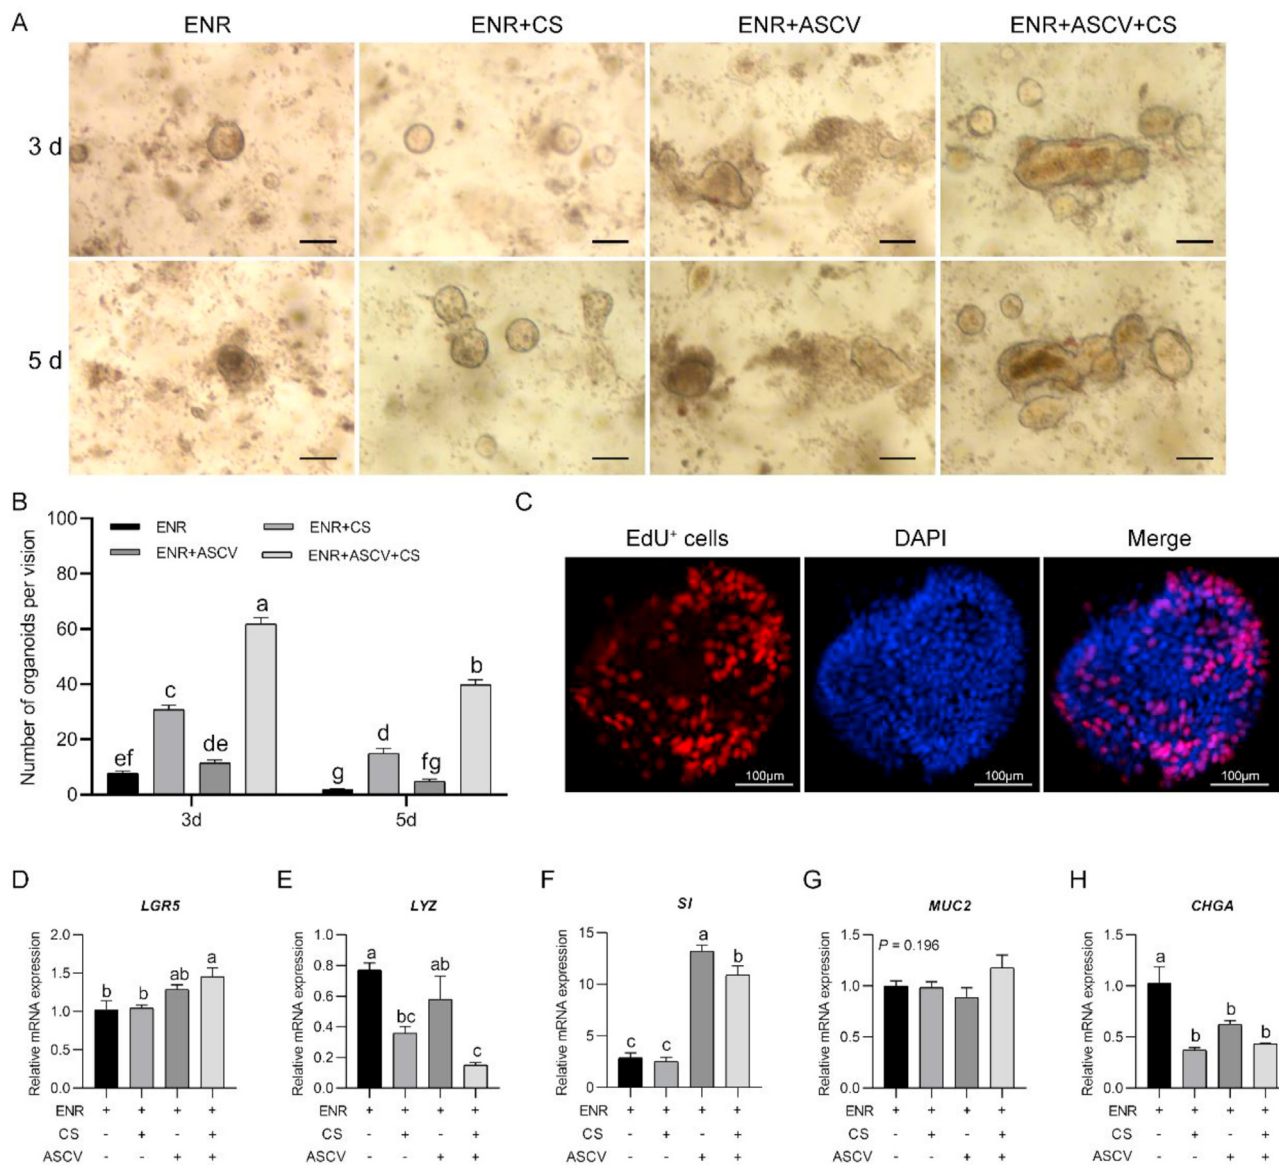 A
ENR
ENR+CS
ENR+ASCV
ENR+ASCV+CS
3 d
5 d
B
Number of organoids per vision
100
80
60
40
20
0
ENR
ENR+CS
ENR+ASCV
ENR+ASCV+CS
ef
c
de
a
g
d
fg
b
3d
5d
C
EdU⁺ cells
DAPI
Merge
100μm
100μm
100μm
D
LGR5
Relative mRNA expression
2.0
1.5
1.0
0.5
0.0
b
b
ab
a
ENR + + + +
CS - + - +
ASCV - - + +
E
LYZ
Relative mRNA expression
1.0
0.8
0.6
0.4
0.2
0.0
a
bc
ab
c
ENR + + + +
CS - + - +
ASCV - - + +
F
SI
Relative mRNA expression
15
10
5
0
c
c
a
b
ENR + + + +
CS - + - +
ASCV - - + +
G
MUC2
Relative mRNA expression
1.5
1.0
0.5
0.0
P = 0.196
ENR + + + +
CS - + - +
ASCV - - + +
H
CHGA
Relative mRNA expression
1.5
1.0
0.5
0.0
a
b
b
b
ENR + + + +
CS - + - +
ASCV - - + +